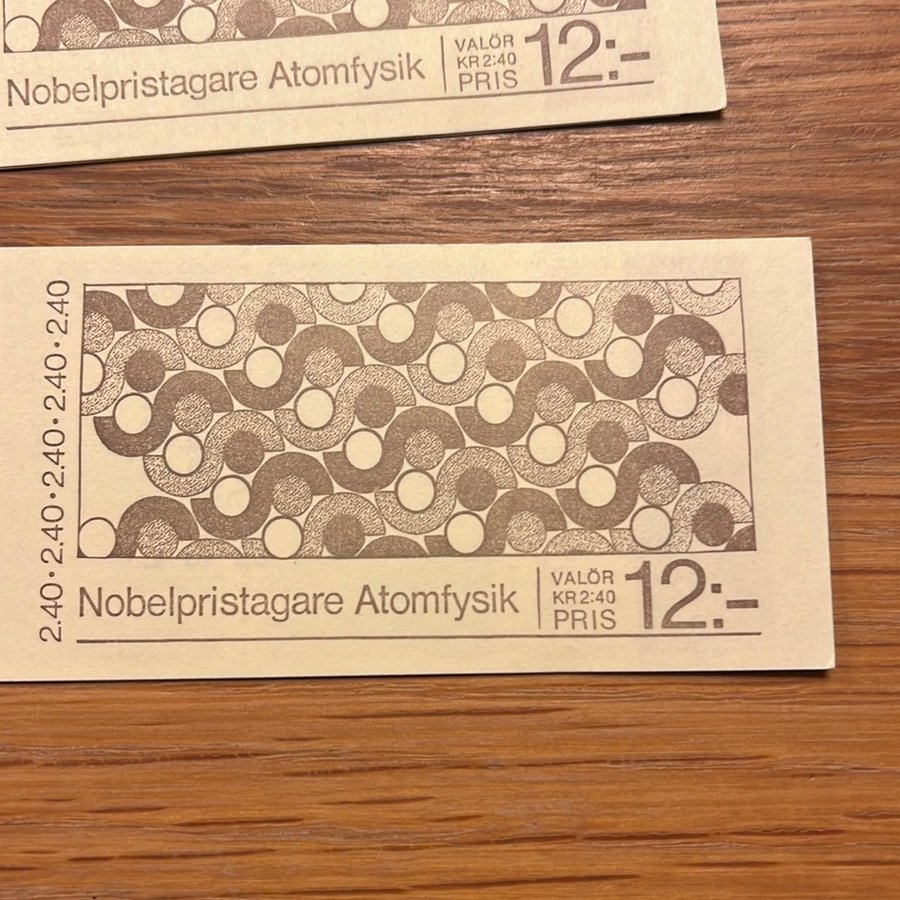 Nobelpristagare Atomfysik
VALÖR
KR 2:40
PRIS
12:-
2.40 • 2.40 • 2.40 • 2.40 • 2.40
Nobelpristagare Atomfysik
VALÖR
KR 2:40
PRIS
12:-